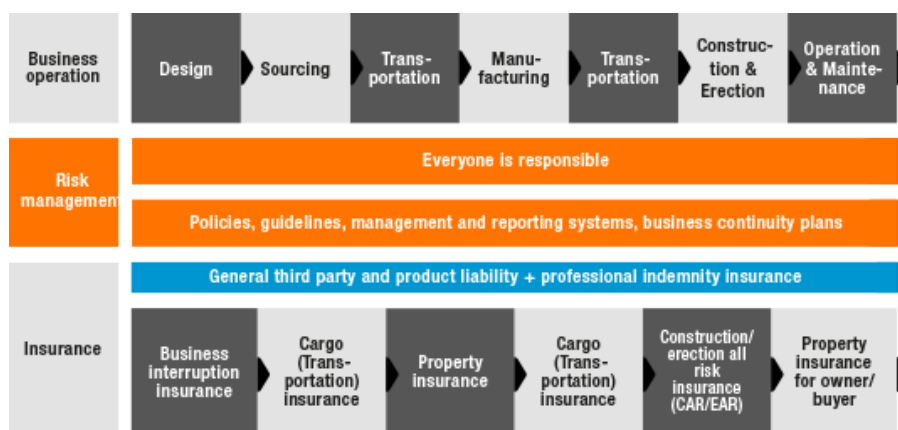 Business
operation
Design
Sourcing
Trans-
portation
Manu-
facturing
Trans-
portation
Construc-
tion &
Erection
Operation
& Mainte-
nance
Risk
management
Everyone is responsible
Policies, guidelines, management and reporting systems, business continuity plans
Insurance
General third party and product liability + professional indemnity insurance
Business
interruption
insurance
Cargo
(Trans-
portation)
insurance
Property
insurance
Cargo
(Trans-
portation)
insurance
Construction/
erection all
risk
insurance
(CAR/EAR)
Property
insurance
for owner/
buyer